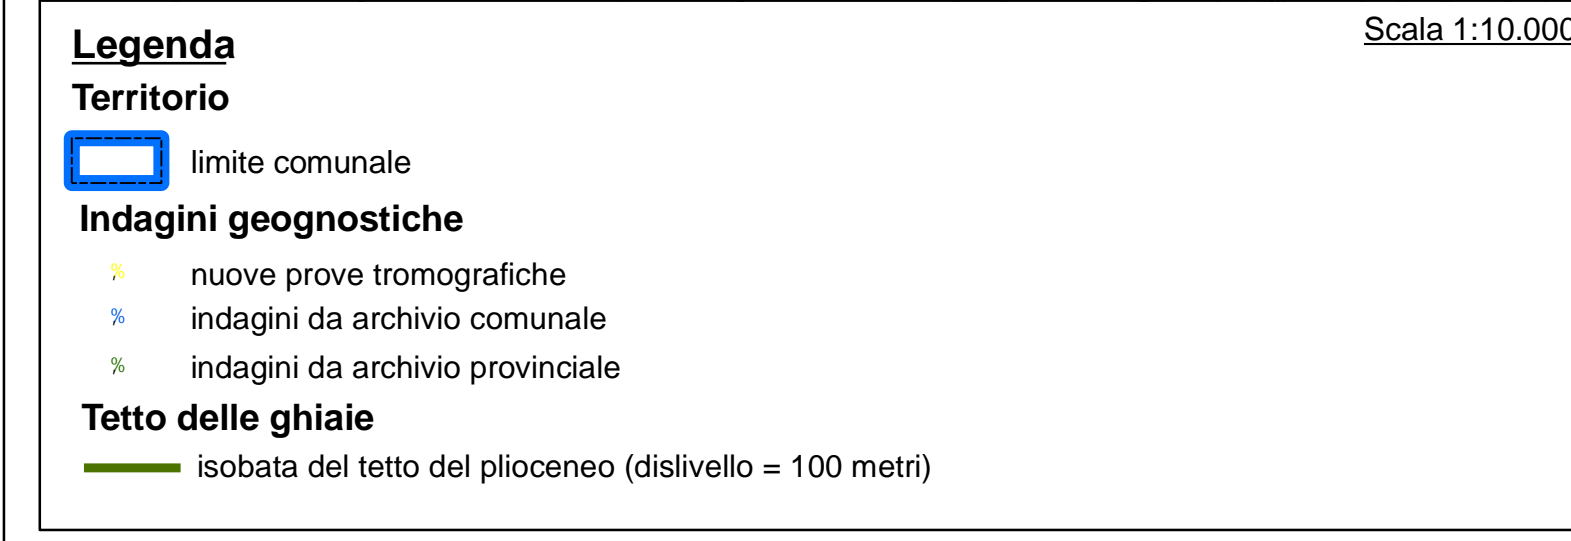 Legenda
Scala 1:10.000
Territorio
limite comunale
Indagini geognostiche
% nuove prove tromografiche
% indagini da archivio comunale
% indagini da archivio provinciale
Tetto delle ghiaie
isobata del tetto del plioceneo (dislivello = 100 metri)